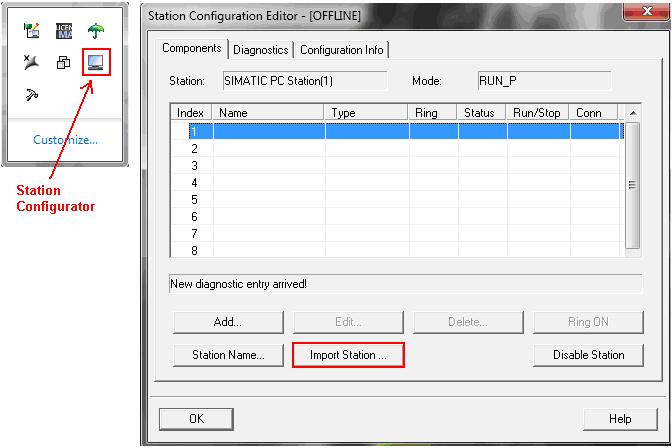 LICEN
MA
Customize...
Station
Configurator
Station Configuration Editor - [OFFLINE]
Components
Diagnostics
Configuration Info
Station:
SIMATIC PC Station(1)
Mode:
RUN_P
Index
Name
Type
Ring
Status
Run/Stop
Conn
1
2
3
4
5
6
7
8
New diagnostic entry arrived!
Add...
Edit...
Delete...
Ring ON
Station Name...
Import Station ...
Disable Station
OK
Help